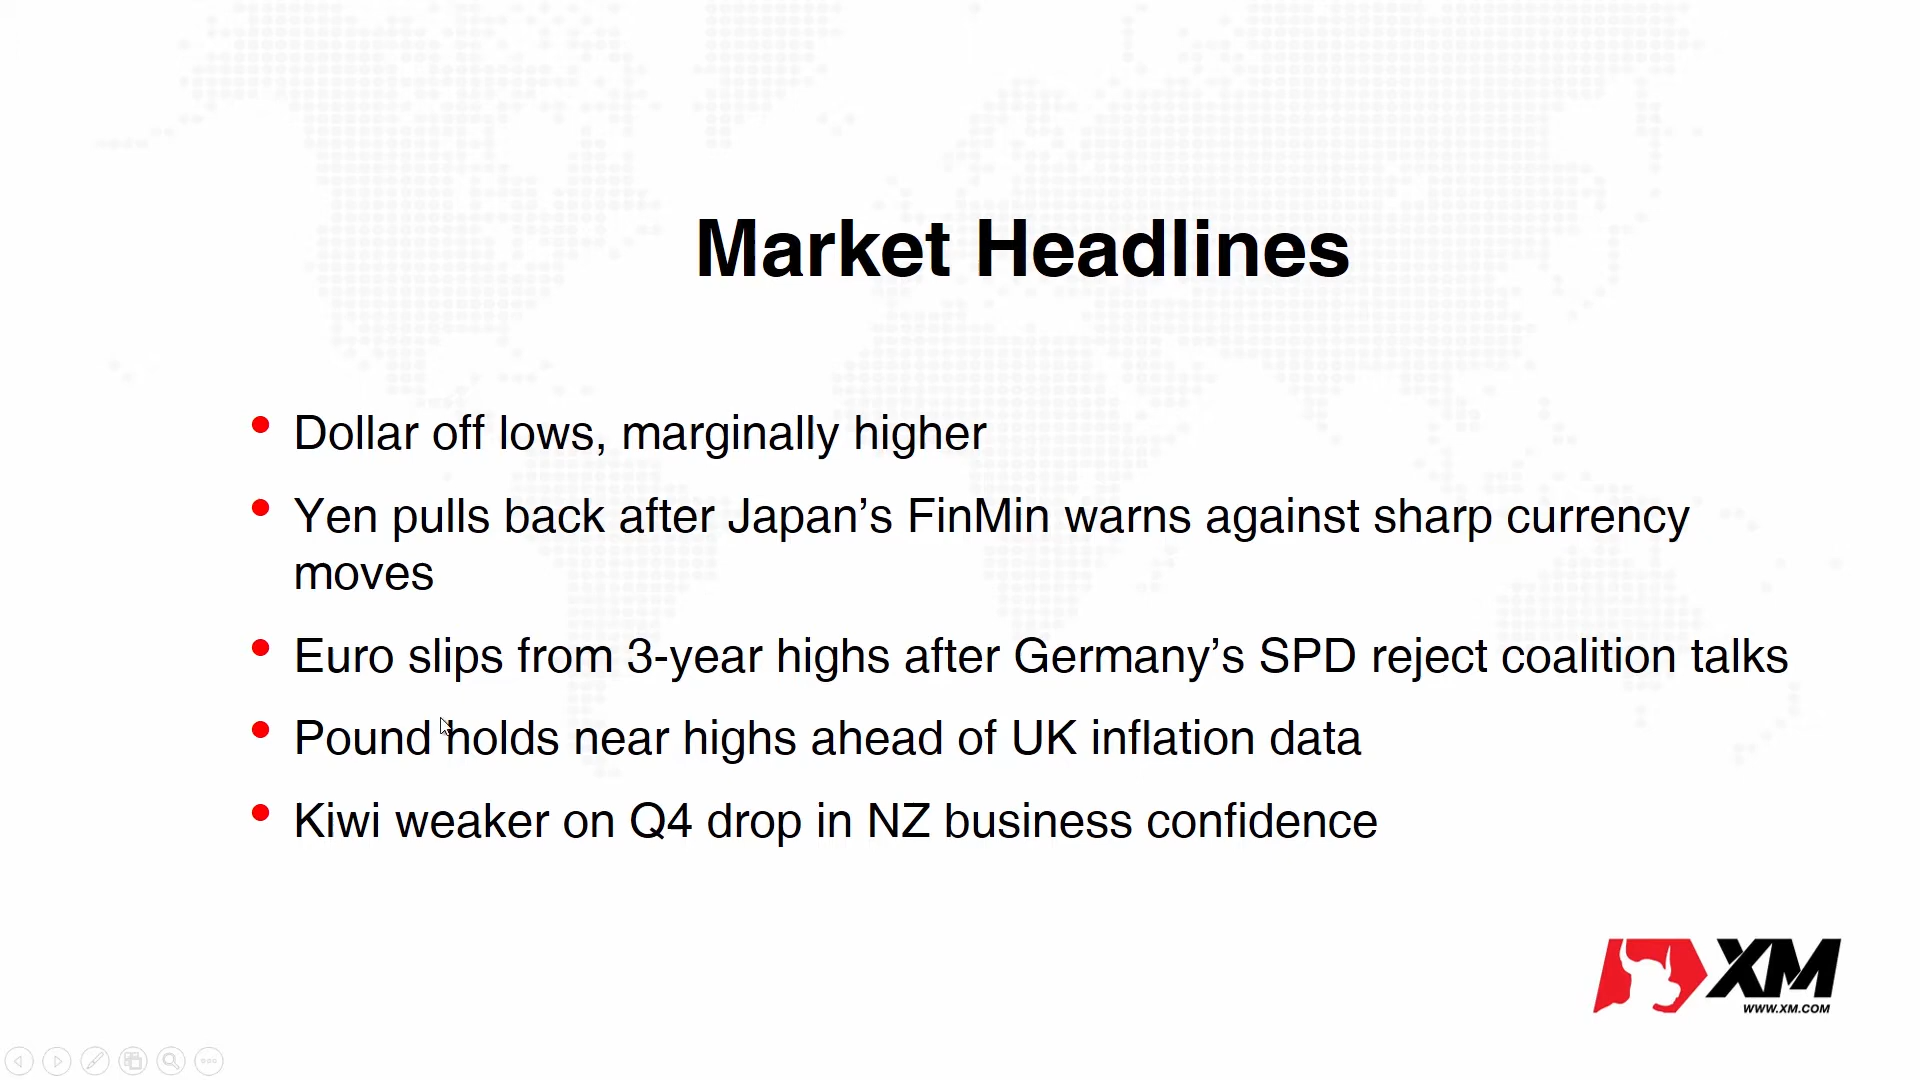 Market Headlines
Dollar off lows, marginally higher
Yen pulls back after Japan’s FinMin warns against sharp currency
moves
Euro slips from 3-year highs after Germany’s SPD reject coalition talks
Pound holds near highs ahead of UK inflation data
Kiwi weaker on Q4 drop in NZ business confidence
XM
WWW.XM.COM